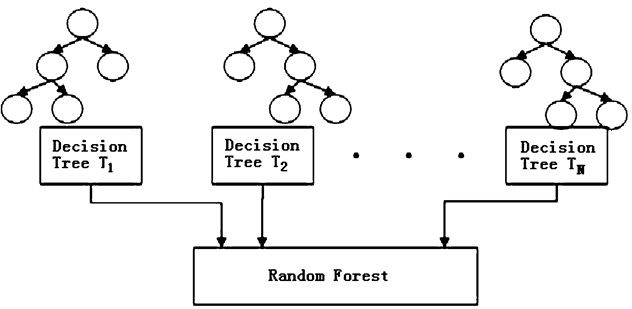 Decision
Tree T1
Decision
Tree T2
Decision
Tree TN
Random Forest